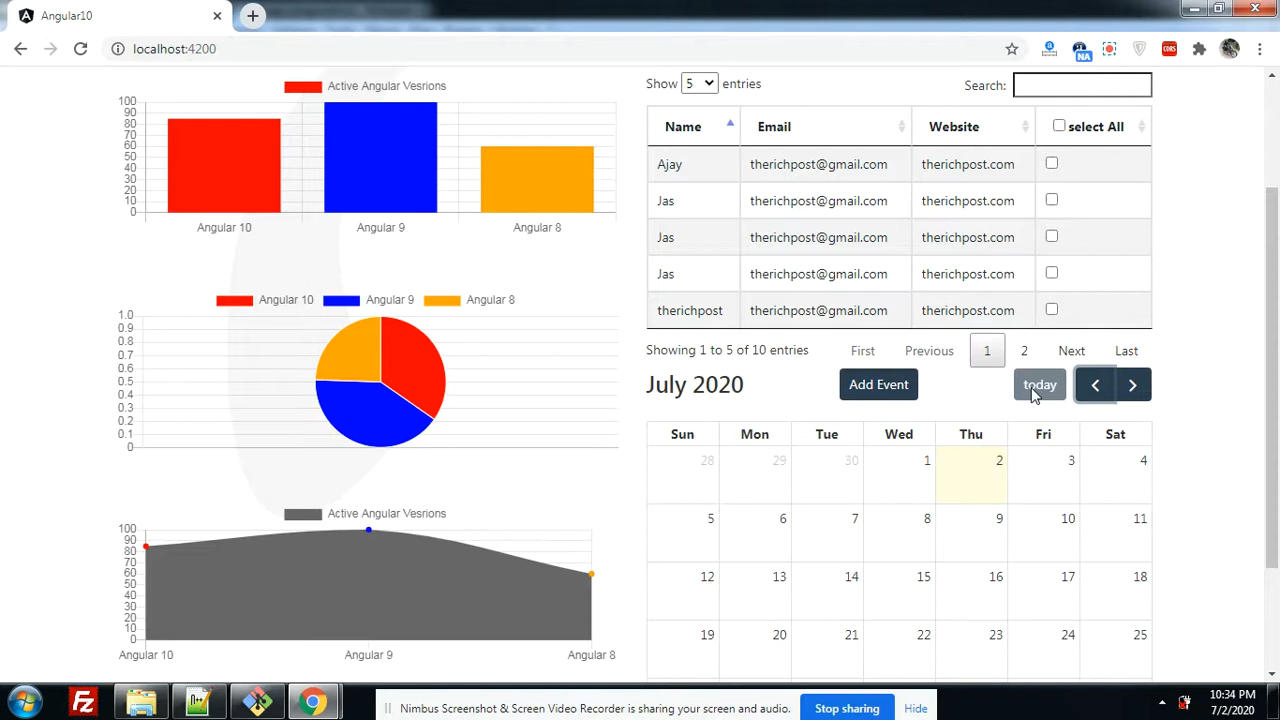 Angular10
localhost:4200
NA
CORS
Active Angular Vesrions
100
90
80
70
60
50
40
30
20
10
0
Angular 10 Angular 9 Angular 8
Angular 10 Angular 9 Angular 8
1.0
0.9
0.8
0.7
0.6
0.5
0.4
0.3
0.2
0.1
0
Active Angular Vesrions
100
90
80
70
60
50
40
30
20
10
0
Angular 10 Angular 9 Angular 8
Show 5 entries Search:
Name Email Website select All
Ajay therichpost@gmail.com therichpost.com
Jas therichpost@gmail.com therichpost.com
Jas therichpost@gmail.com therichpost.com
Jas therichpost@gmail.com therichpost.com
therichpost therichpost@gmail.com therichpost.com
Showing 1 to 5 of 10 entries First Previous 1 2 Next Last
July 2020 Add Event today
Sun Mon Tue Wed Thu Fri Sat
28 29 30 1 2 3 4
5 6 7 8 9 10 11
12 13 14 15 16 17 18
19 20 21 22 23 24 25
Nimbus Screenshot & Screen Video Recorder is sharing your screen and audio. Stop sharing Hide
10:34 PM
7/2/2020